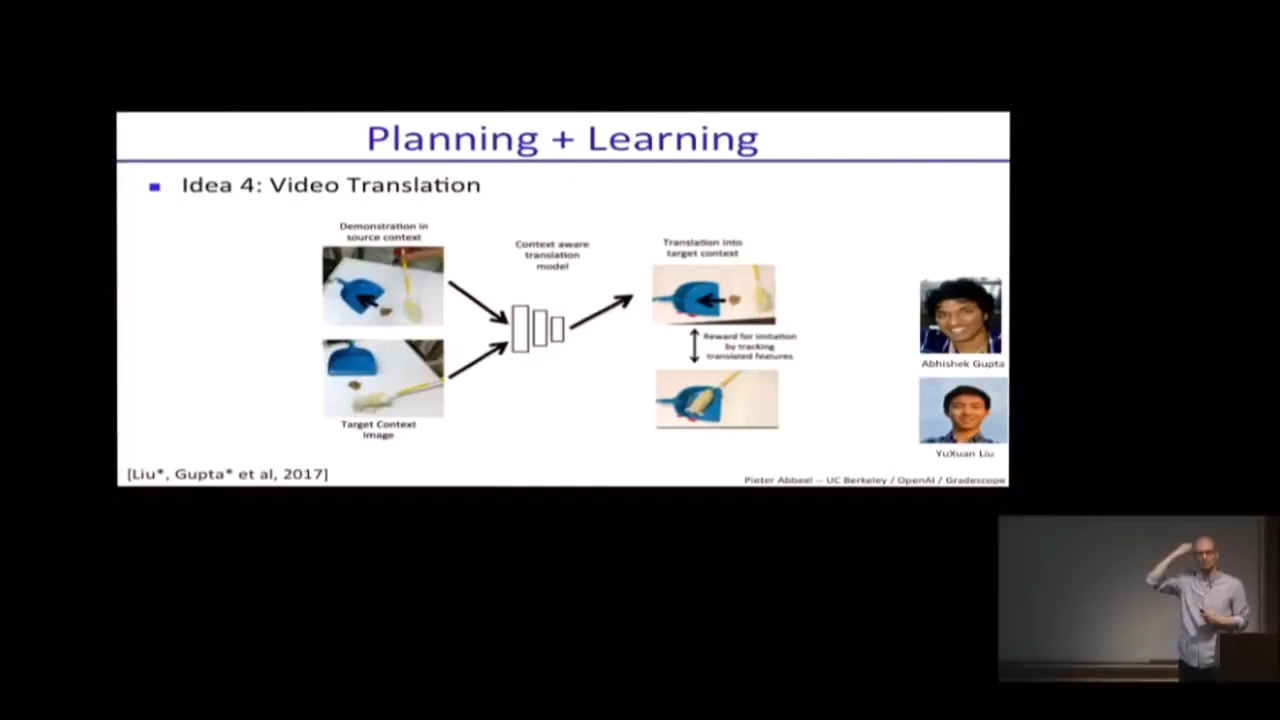 Planning + Learning
Idea 4: Video Translation
Demonstration in
source context
Context aware
translation
model
Translation into
target context
Reward for imitation
by tracking
translated features
Target Context
Image
Abhishek Gupta
YuXuan Liu
[Liu*, Gupta* et al, 2017]
Pieter Abbeel -- UC Berkeley / OpenAI / Gradescope